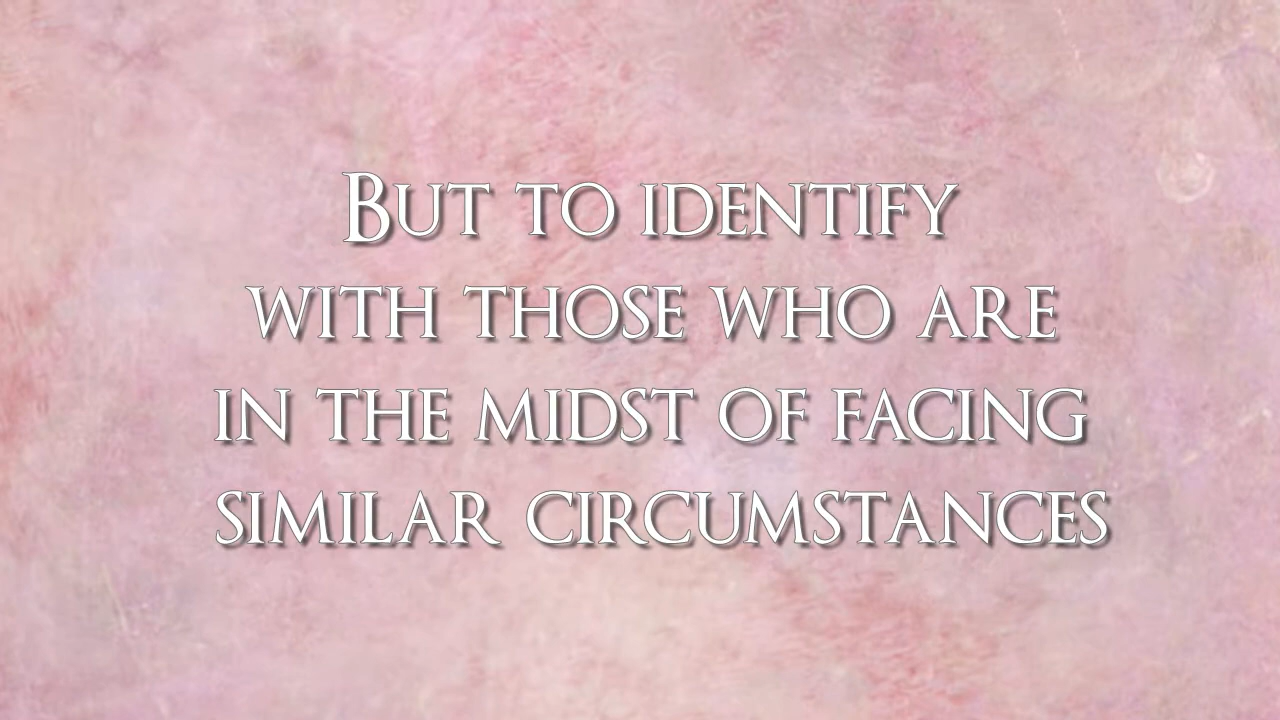 But to identify
with those who are
in the midst of facing
similar circumstances